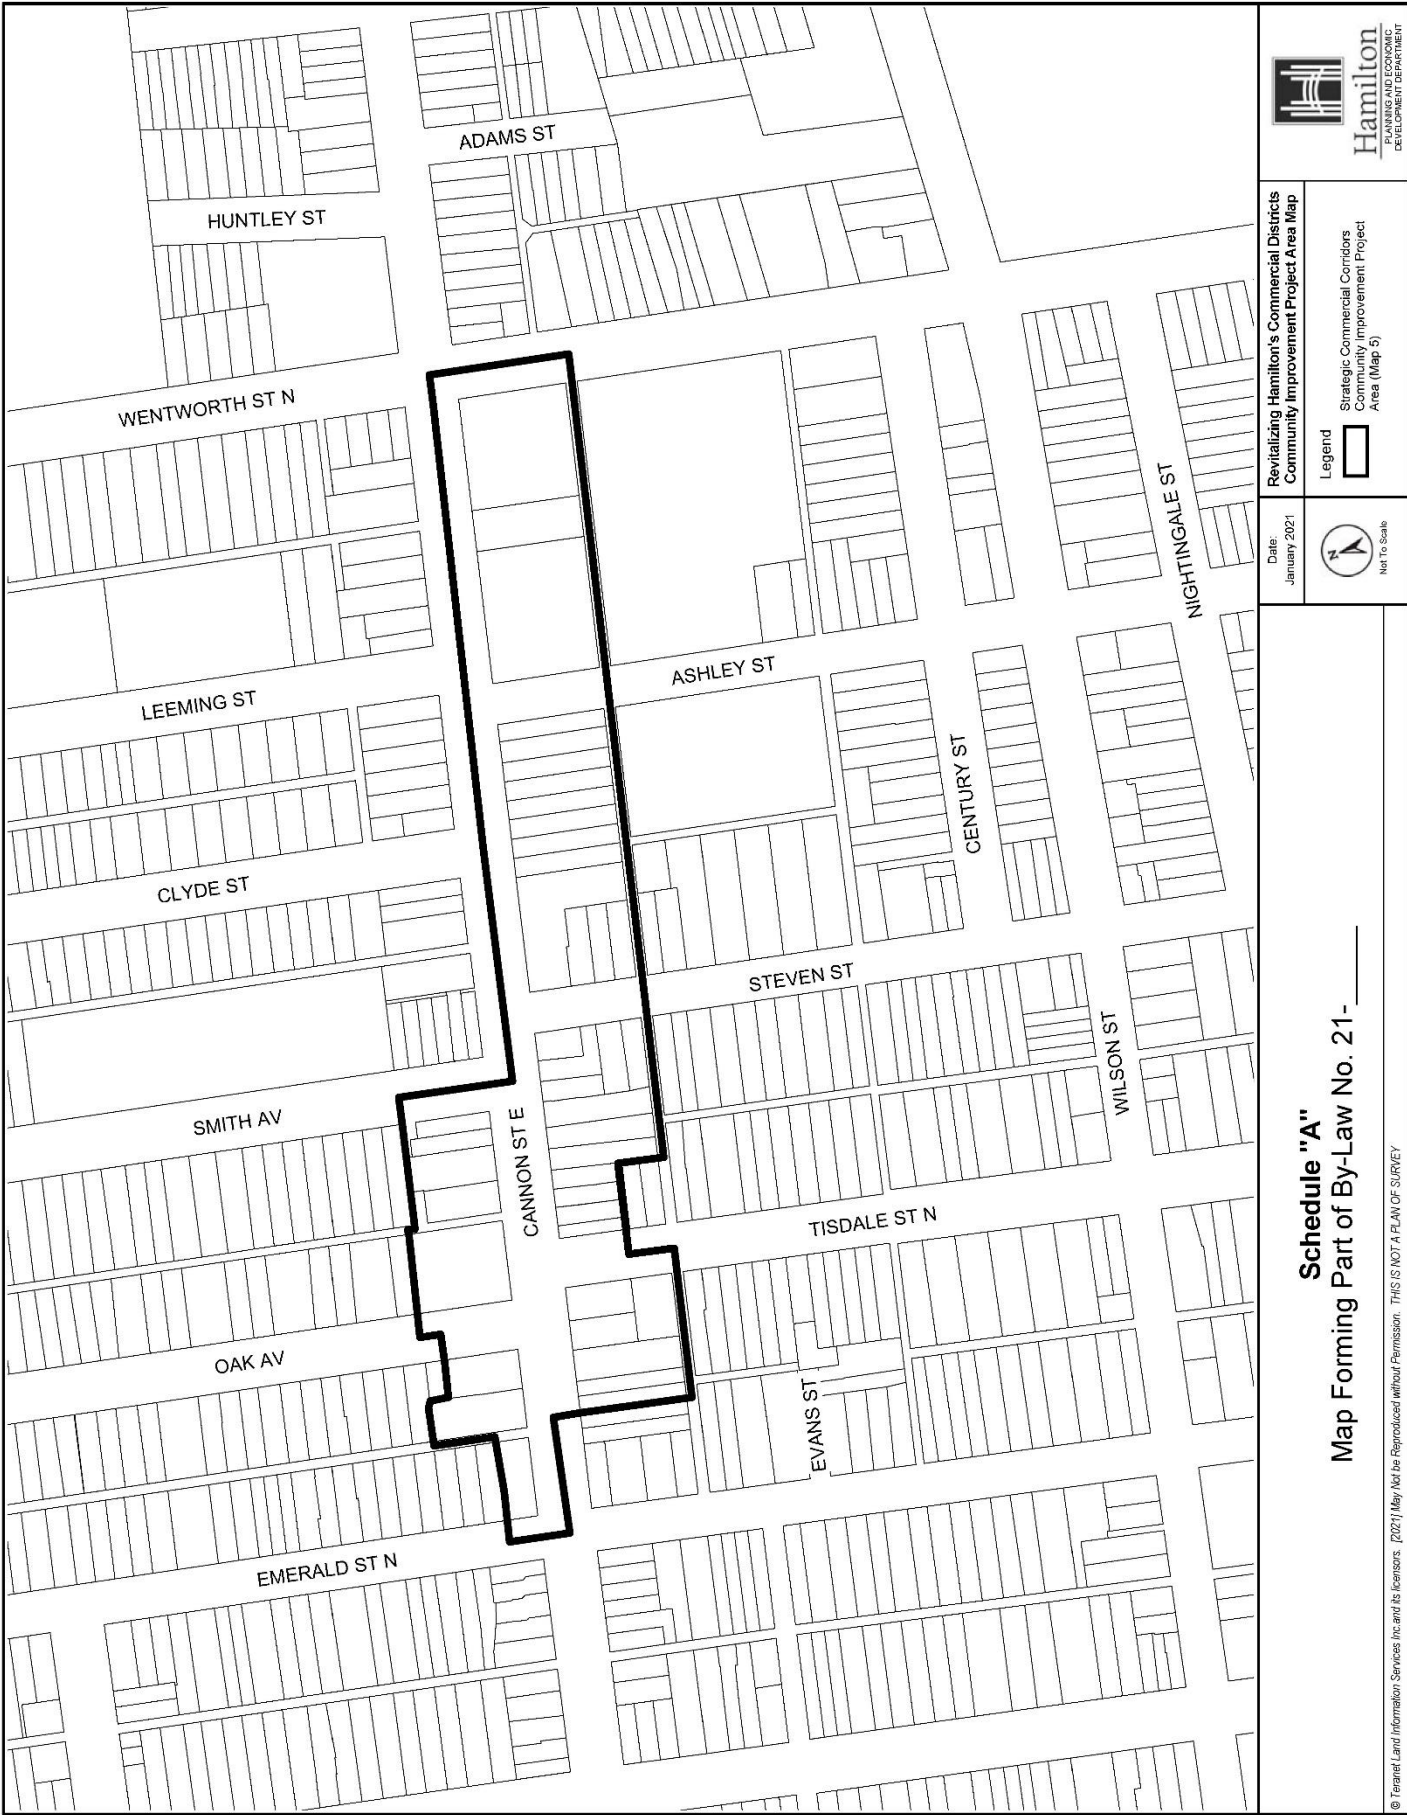 ADAMS ST
HUNTLEY ST
WENTWORTH ST N
NIGHTINGALE ST
LEEMING ST
ASHLEY ST
CENTURY ST
CLYDE ST
STEVEN ST
WILSON ST
SMITH AV
CANNON ST E
TISDALE ST N
OAK AV
EVANS ST
EMERALD ST N
Schedule "A"
Map Forming Part of By-Law No. 21-________
© Teranet Land Information Services Inc.and its licensors. [2021] May Not be Reproduced without Permission. THIS IS NOT A PLAN OF SURVEY
Date:
January 2021
N
Not To Scale
Revitalizing Hamilton's Commercial Districts
Community Improvement Project Area Map
Legend
Strategic Commercial Corridors
Community Improvement Project
Area (Map 5)
Hamilton
PLANNING AND ECONOMIC
DEVELOPMENT DEPARTMENT